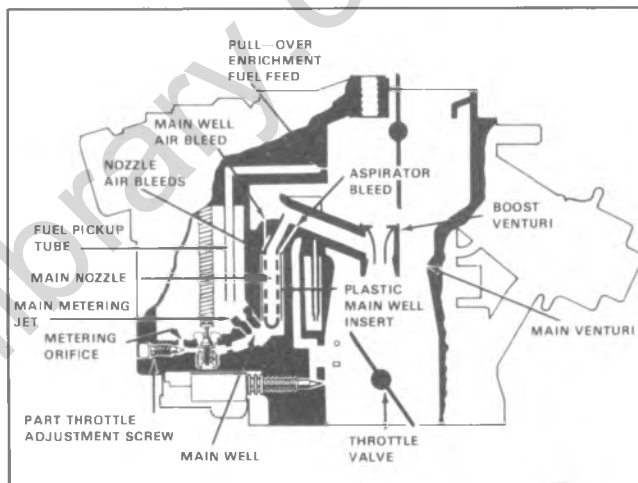 PULL—OVER
ENRICHMENT
FUEL FEED
MAIN WELL
AIR BLEED
NOZZLE
AIR BLEEDS
ASPIRATOR
BLEED
BOOST
VENTURI
FUEL PICKUP
TUBE
MAIN NOZZLE
PLASTIC
MAIN WELL
INSERT
MAIN METERING
JET
MAIN VENTURI
METERING
ORIFICE
PART THROTTLE
ADJUSTMENT SCREW
MAIN WELL
THROTTLE
VALVE
library.